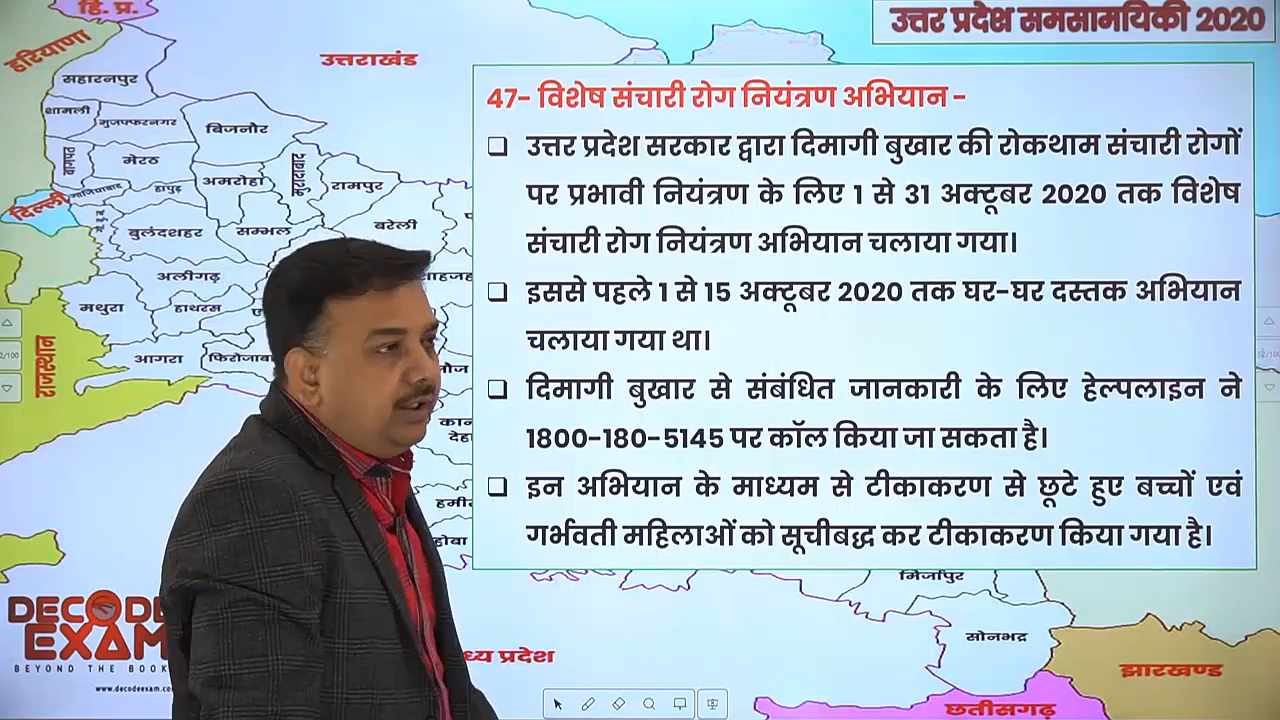 हि. प्र.
उत्तर प्रदेश समसामयिकी 2020
हरियाणा
उत्तराखंड
सहारनपुर
47- विशेष संचारी रोग नियंत्रण अभियान -
शामली
मुजफ्फरनगर
बिजनौर
❑ उत्तर प्रदेश सरकार द्वारा दिमागी बुखार की रोकथाम संचारी रोगों
पर प्रभावी नियंत्रण के लिए 1 से 31 अक्टूबर 2020 तक विशेष
संचारी रोग नियंत्रण अभियान चलाया गया।
बागपत
मेरठ
हापुड़
अमरोहा
मुरादाबाद
रामपुर
गाजियाबाद
दिल्ली
बुलंदशहर
सम्भल
बरेली
❑ इससे पहले 1 से 15 अक्टूबर 2020 तक घर-घर दस्तक अभियान
चलाया गया था।
अलीगढ़
शाहजह
मथुरा
हाथरस
राजस्थान
आगरा
फिरोजाबा
❑ दिमागी बुखार से संबंधित जानकारी के लिए हेल्पलाइन ने
1800-180-5145 पर कॉल किया जा सकता है।
कान
देहा
❑ इन अभियान के माध्यम से टीकाकरण से छूटे हुए बच्चों एवं
गर्भवती महिलाओं को सूचीबद्ध कर टीकाकरण किया गया है।
हमीर
होबा
मिर्जापुर
सोनभद्र
ध्य प्रदेश
झारखण्ड
छतीसगढ़
DECODE
EXAM
BEYOND THE BOOK
www.decodeexam.co